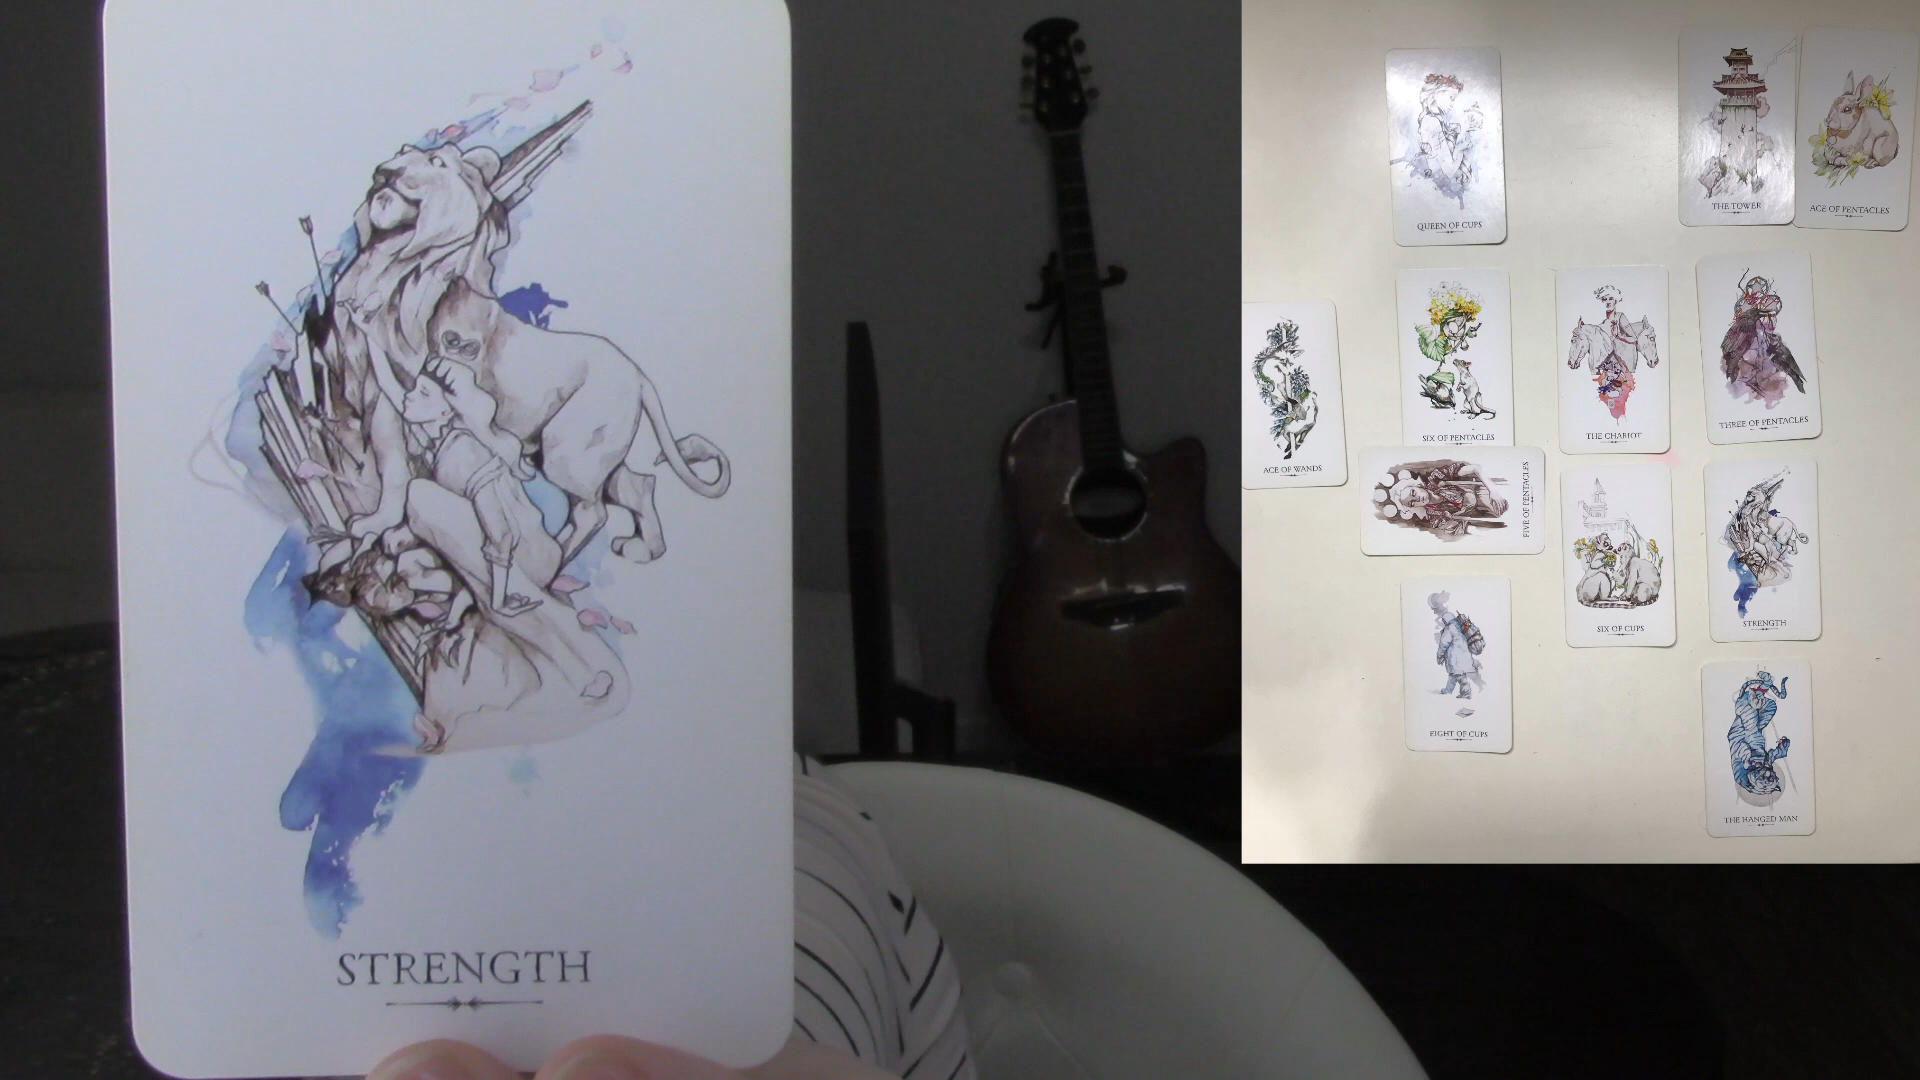 STRENGTH
QUEEN OF CUPS
THE TOWER
ACE OF PENTACLES
ACE OF WANDS
SIX OF PENTACLES
THE CHARIOT
THREE OF PENTACLES
FIVE OF PENTACLES
SIX OF CUPS
STRENGTH
EIGHT OF CUPS
THE HANGED MAN